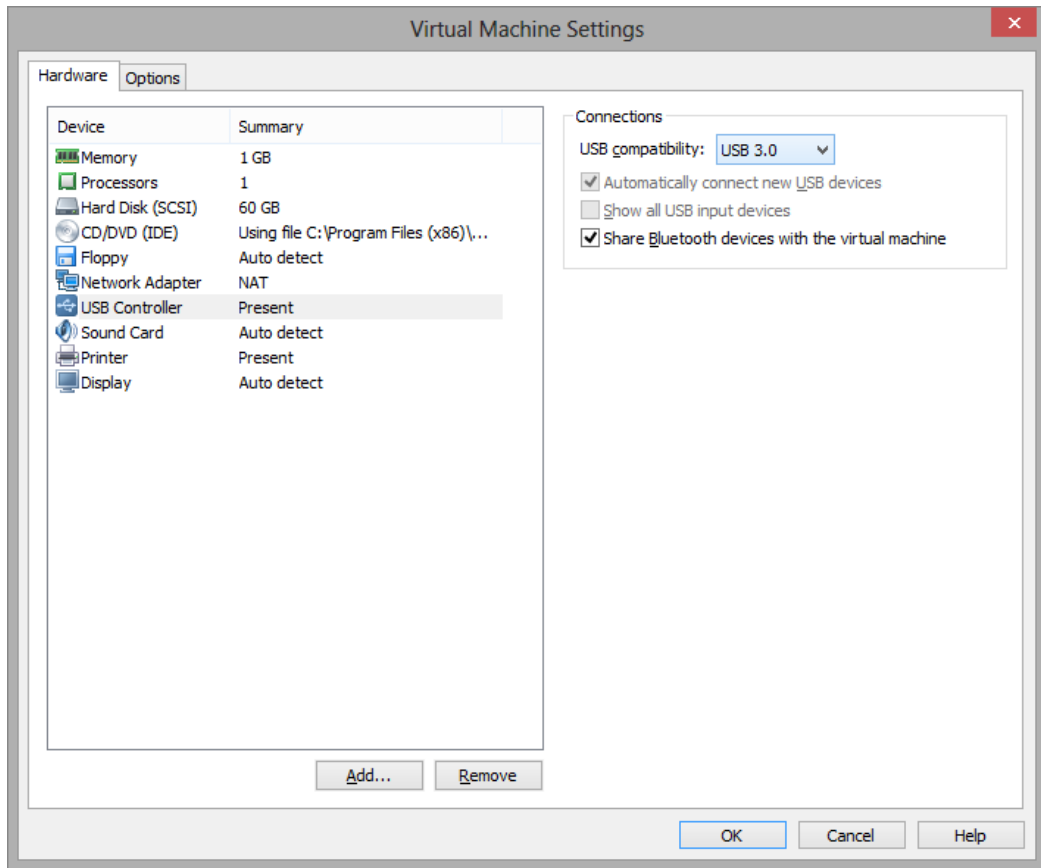 Virtual Machine Settings
Hardware
Options
Device Summary
Memory 1 GB
Processors 1
Hard Disk (SCSI) 60 GB
CD/DVD (IDE) Using file C:\Program Files (x86)\...
Floppy Auto detect
Network Adapter NAT
USB Controller Present
Sound Card Auto detect
Printer Present
Display Auto detect
Add...
Remove
Connections
USB compatibility: USB 3.0
Automatically connect new USB devices
Show all USB input devices
Share Bluetooth devices with the virtual machine
OK
Cancel
Help